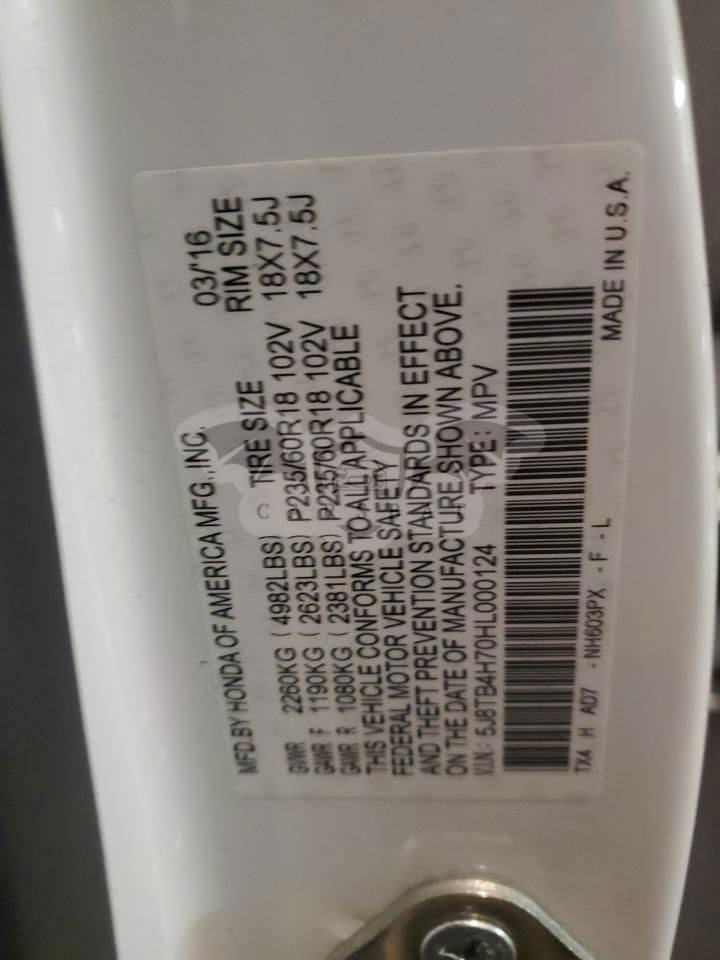 MFD.BY HONDA OF AMERICA MFG.,INC. 03/'16
GVWR 2260KG ( 4982LBS) TIRE SIZE RIM SIZE
GAWR F 1190KG ( 2623LBS) P235/60R18 102V 18X7.5J
GAWR R 1080KG ( 2381LBS) P235/60R18 102V 18X7.5J
THIS VEHICLE CONFORMS TO ALL APPLICABLE
FEDERAL MOTOR VEHICLE SAFETY
AND THEFT PREVENTION STANDARDS IN EFFECT
ON THE DATE OF MANUFACTURE SHOWN ABOVE.
V.I.N.: 5J8TB4H70HL000124 TYPE: MPV
TX4 H A07 -NH603PX -F-L MADE IN U.S.A.